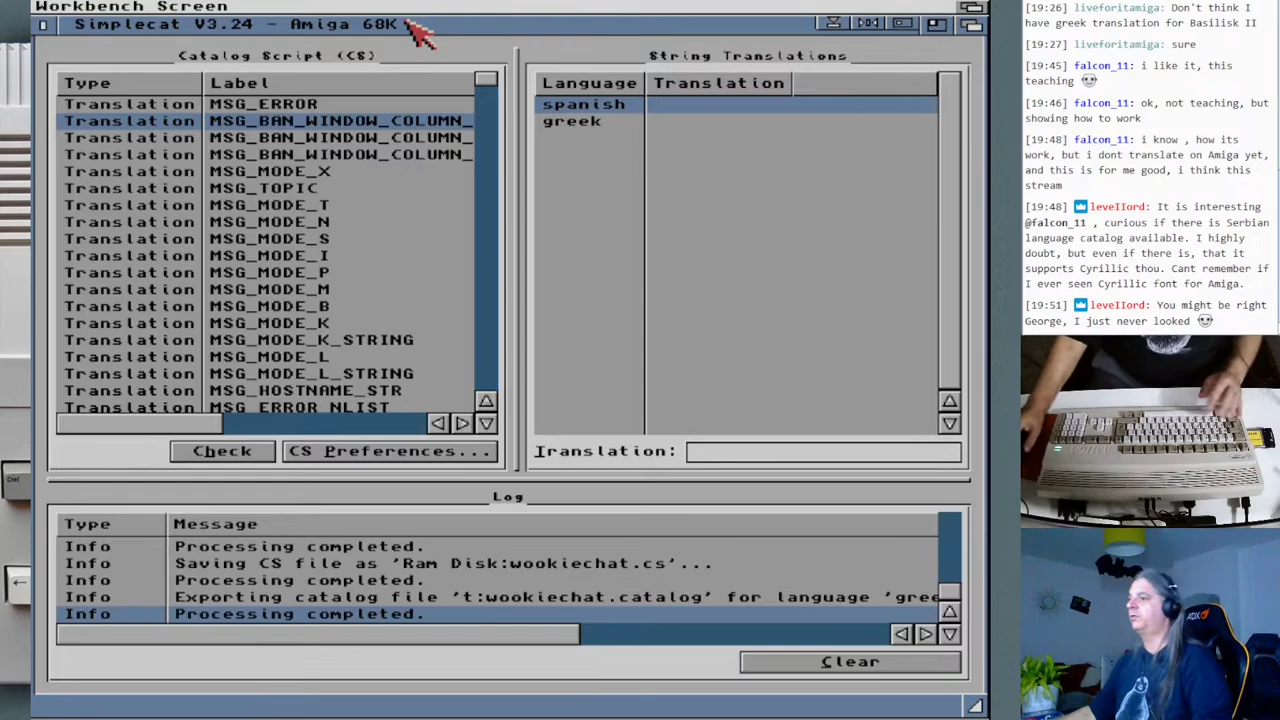 Workbench Screen
Simplecat V3.24 - Amiga 68K
Catalog Script (CS)
Type Label
Translation MSG_ERROR
Translation MSG_BAN_WINDOW_COLUMN_
Translation MSG_BAN_WINDOW_COLUMN_
Translation MSG_BAN_WINDOW_COLUMN_
Translation MSG_MODE_X
Translation MSG_TOPIC
Translation MSG_MODE_T
Translation MSG_MODE_N
Translation MSG_MODE_S
Translation MSG_MODE_I
Translation MSG_MODE_P
Translation MSG_MODE_M
Translation MSG_MODE_B
Translation MSG_MODE_K
Translation MSG_MODE_K_STRING
Translation MSG_MODE_L
Translation MSG_MODE_L_STRING
Translation MSG_HOSTNAME_STR
Translation MSG_ERROR_NLIST
Check CS Preferences...
String Translations
Language Translation
spanish
greek
Translation:
Log
Type Message
Info Processing completed.
Info Saving CS file as 'Ram Disk:wookiechat.cs'...
Info Processing completed.
Info Exporting catalog file 't:wookiechat.catalog' for language 'gree
Info Processing completed.
Clear
[19:26] liveforitamiga: Don't think I
have greek translation for Basilisk II
[19:27] liveforitamiga: sure
[19:45] falcon_11: i like it, this
teaching
[19:46] falcon_11: ok, not teaching, but
showing how to work
[19:48] falcon_11: i know , how its
work, but i dont translate on Amiga yet,
and this is for me good, i think this
stream
[19:48] levellord: It is interesting
@falcon_11 , curious if there is Serbian
language catalog available. I highly
doubt, but even if there is, that it
supports Cyrillic thou. Cant remember if
I ever seen Cyrillic font for Amiga.
[19:51] levellord: You might be right
George, I just never looked
Del
ADX